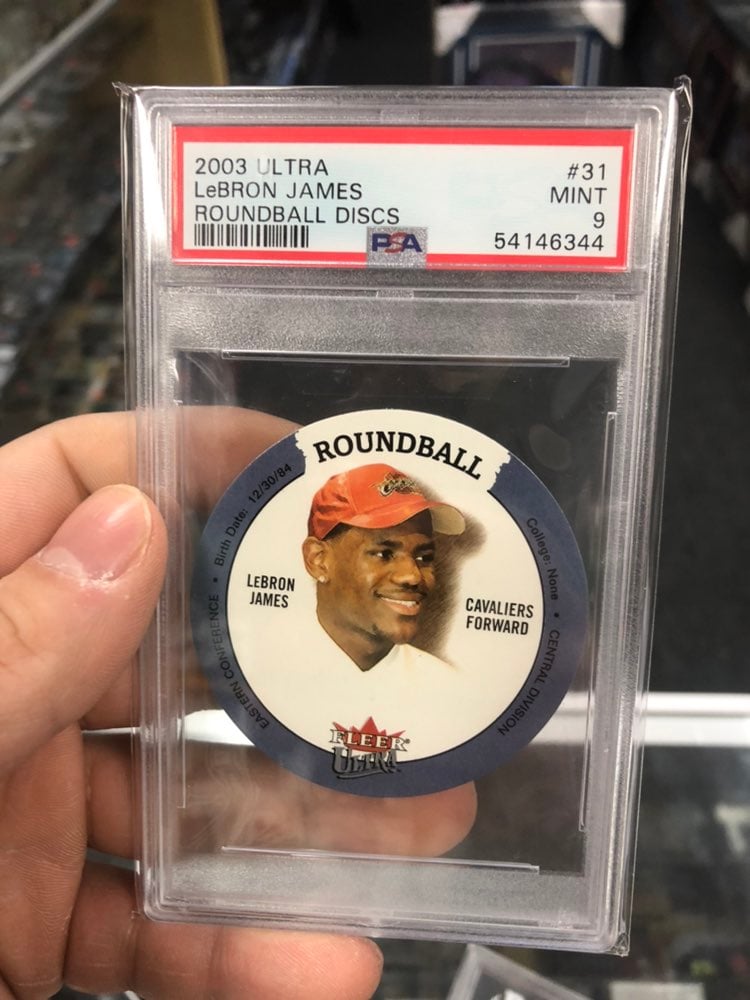 2003 ULTRA
LeBRON JAMES
ROUNDBALL DISCS
#31
MINT
9
54146344
PSA
ROUNDBALL
EASTERN CONFERENCE • Birth Date: 12/30/84
College: None • CENTRAL DIVISION
LeBRON
JAMES
CAVALIERS
FORWARD
FLEER®
ULTRA